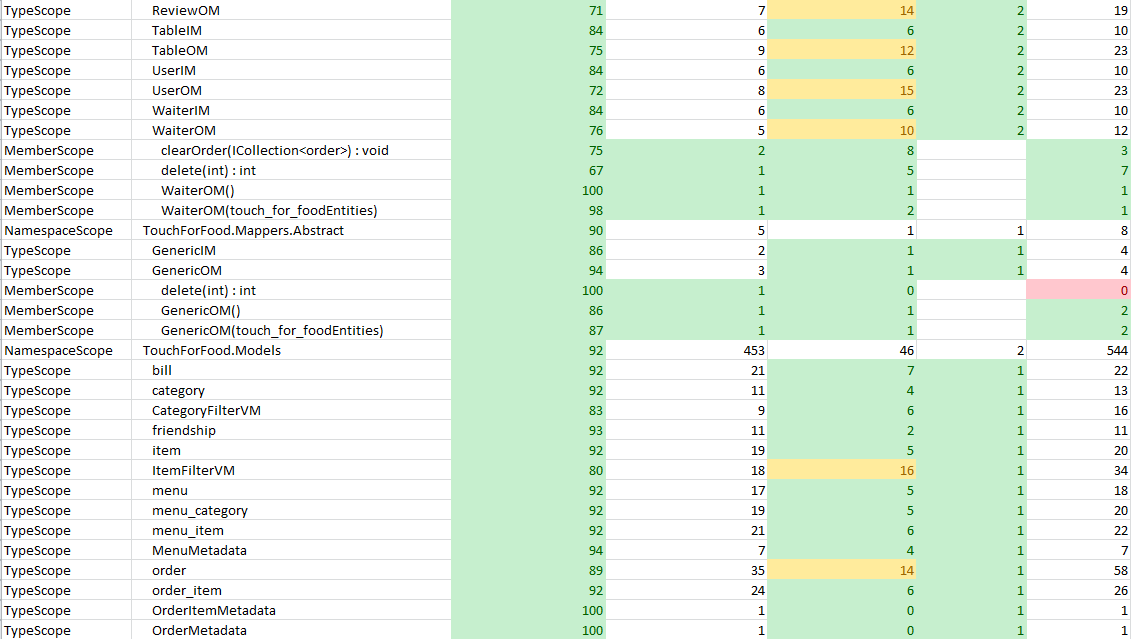 TypeScope ReviewOM 71 7 14 2 19
TypeScope TableIM 84 6 6 2 10
TypeScope TableOM 75 9 12 2 23
TypeScope UserIM 84 6 6 2 10
TypeScope UserOM 72 8 15 2 23
TypeScope WaiterIM 84 6 6 2 10
TypeScope WaiterOM 76 5 10 2 12
MemberScope clearOrder(ICollection<order>) : void 75 2 8 3
MemberScope delete(int) : int 67 1 5 7
MemberScope WaiterOM() 100 1 1 1
MemberScope WaiterOM(touch_for_foodEntities) 98 1 2 1
NamespaceScope TouchForFood.Mappers.Abstract 90 5 1 1 8
TypeScope GenericIM 86 2 1 1 4
TypeScope GenericOM 94 3 1 1 4
MemberScope delete(int) : int 100 1 0 0
MemberScope GenericOM() 86 1 1 2
MemberScope GenericOM(touch_for_foodEntities) 87 1 1 2
NamespaceScope TouchForFood.Models 92 453 46 2 544
TypeScope bill 92 21 7 1 22
TypeScope category 92 11 4 1 13
TypeScope CategoryFilterVM 83 9 6 1 16
TypeScope friendship 93 11 2 1 11
TypeScope item 92 19 5 1 20
TypeScope ItemFilterVM 80 18 16 1 34
TypeScope menu 92 17 5 1 18
TypeScope menu_category 92 19 5 1 20
TypeScope menu_item 92 21 6 1 22
TypeScope MenuMetadata 94 7 4 1 7
TypeScope order 89 35 14 1 58
TypeScope order_item 92 24 6 1 26
TypeScope OrderItemMetadata 100 1 0 1 1
TypeScope OrderMetadata 100 1 0 1 1